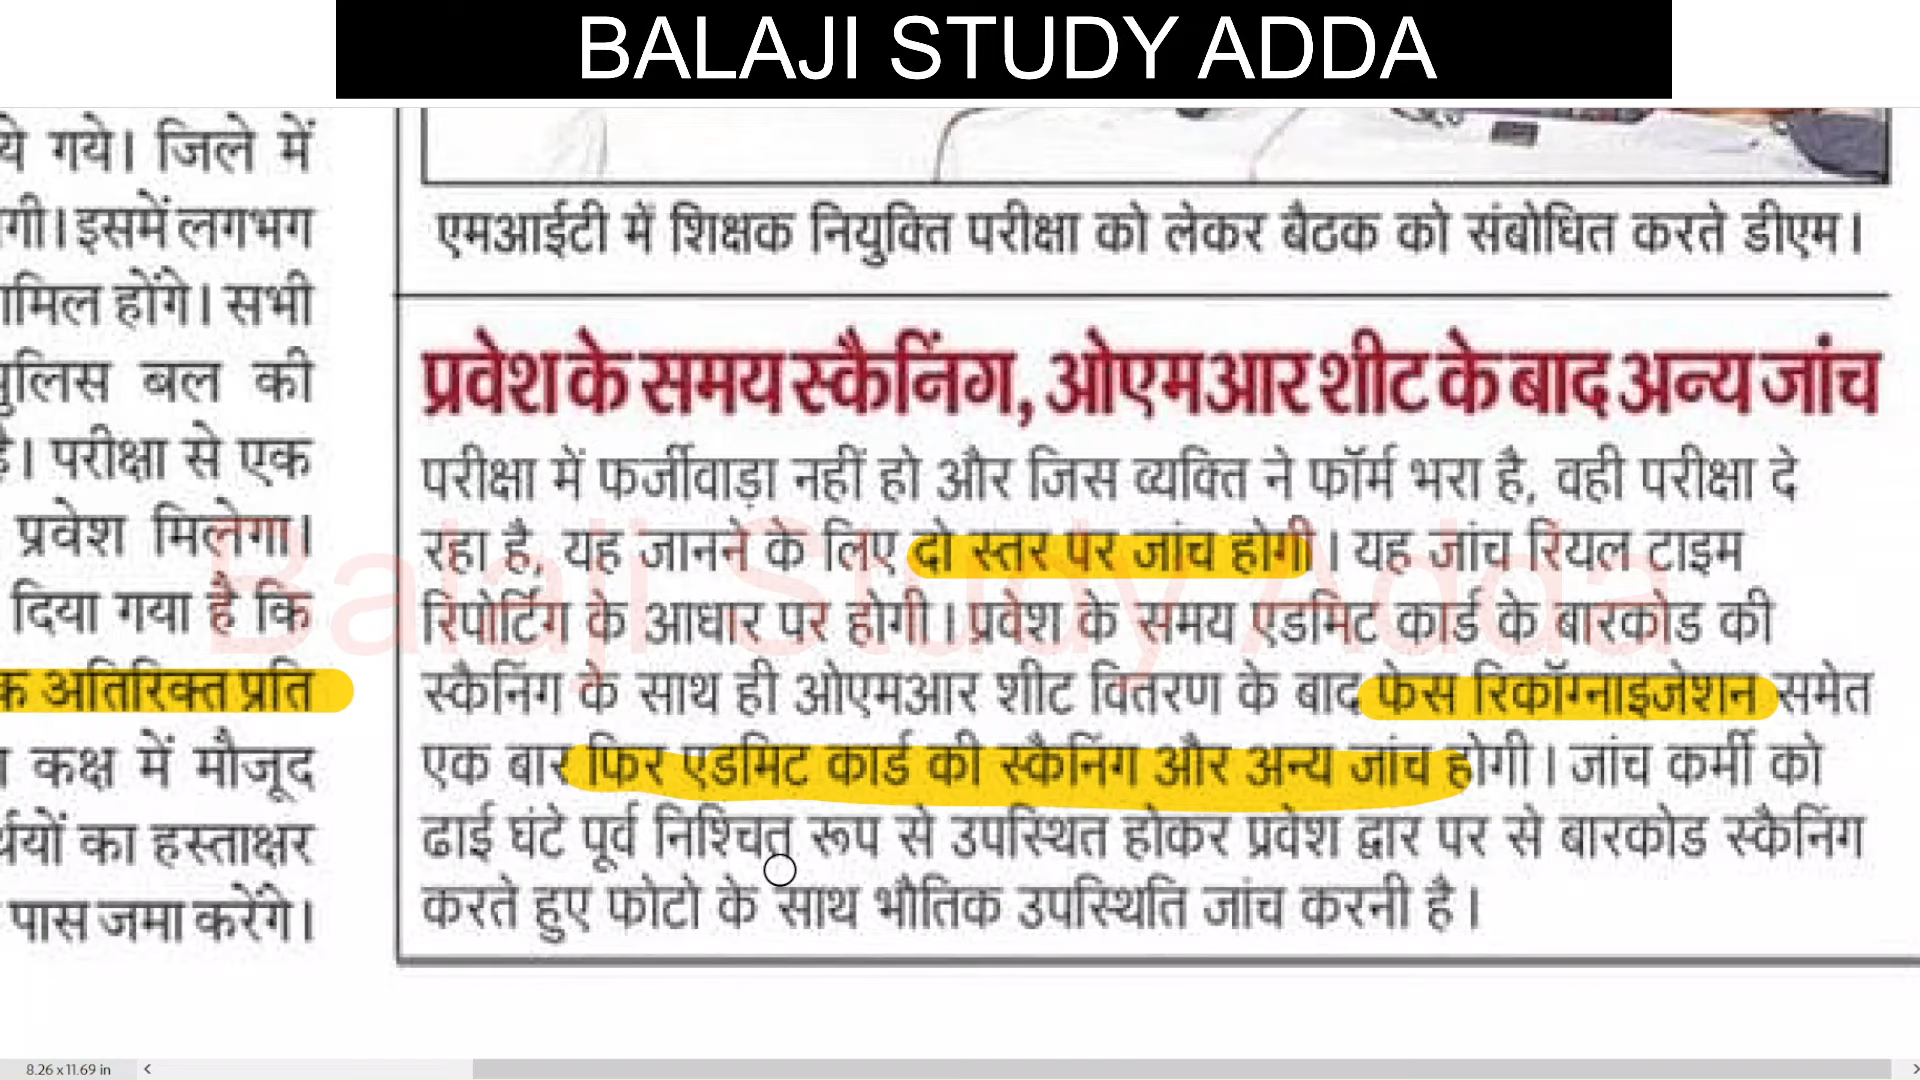 BALAJI STUDY ADDA
ये गये। जिले में
गी। इसमें लगभग
होंगे। सभी
पुलिस बल की
है। परीक्षा से एक
प्रवेश मिलेगा।
दिया गया है कि
अतिरिक्त प्रति
कक्ष में मौजूद
का हस्ताक्षर
पास जमा करेंगे।
एमआईटी में शिक्षक नियुक्ति परीक्षा को लेकर बैठक को संबोधित करते डीएम।
प्रवेश के समय स्कैनिंग, ओएमआर शीट के बाद अन्य जांच
परीक्षा में फर्जीवाड़ा नहीं हो और जिस व्यक्ति ने फॉर्म भरा है, वही परीक्षा दे
रहा है, यह जानने के लिए दो स्तर पर जांच होगी। यह जांच रियल टाइम
रिपोर्टिंग के आधार पर होगी। प्रवेश के समय एडमिट कार्ड के बारकोड की
स्कैनिंग के साथ ही ओएमआर शीट वितरण के बाद फेस रिकॉग्नाइजेशन समेत
एक बार फिर एडमिट कार्ड की स्कैनिंग और अन्य जांच होगी। जांच कर्मी को
ढाई घंटे पूर्व निश्चित रूप से उपस्थित होकर प्रवेश द्वार पर से बारकोड स्कैनिंग
करते हुए फोटो के साथ भौतिक उपस्थिति जांच करनी है।
Balaji Study Adda
8.26 x 11.69 in